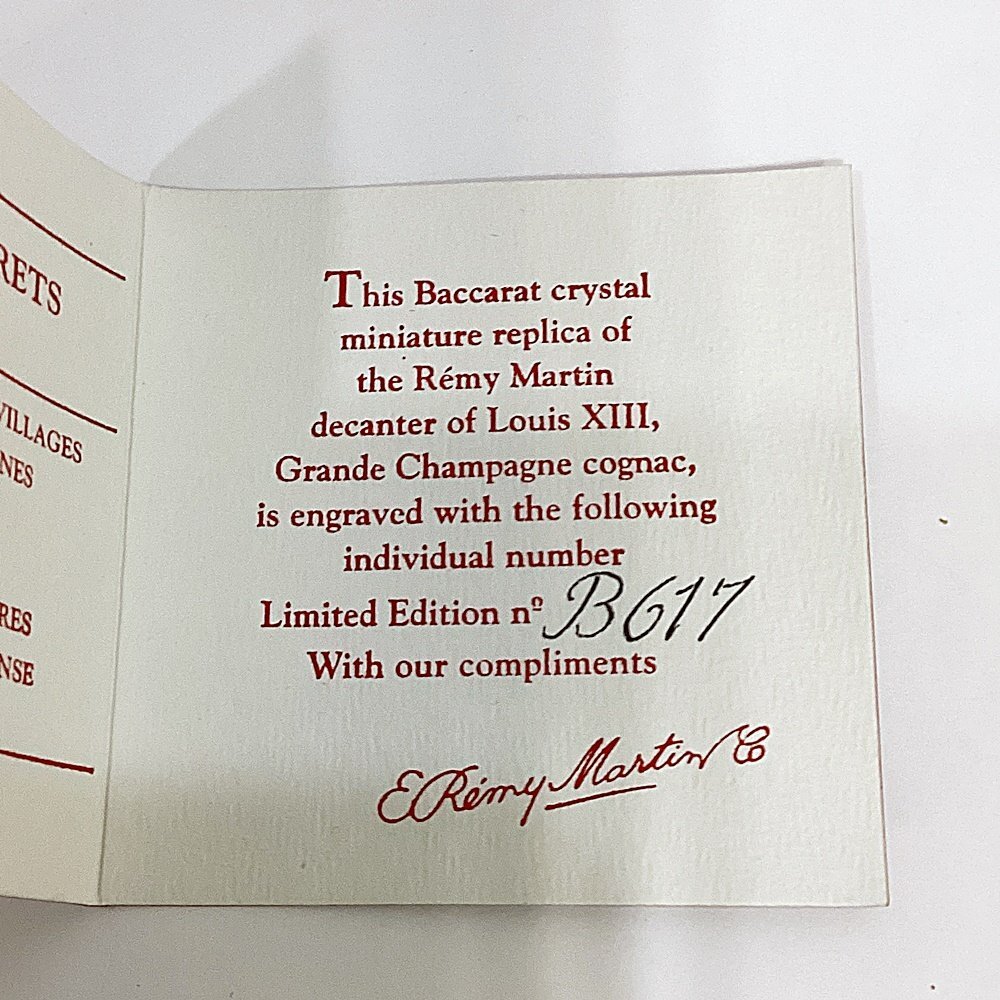 RETS
VILLAGES
NES
RES
NSE
This Baccarat crystal
miniature replica of
the Rémy Martin
decanter of Louis XIII,
Grande Champagne cognac,
is engraved with the following
individual number
Limited Edition nº B617
With our compliments
E Rémy Martin & Co